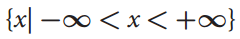 {x| −∞ < x < +∞}